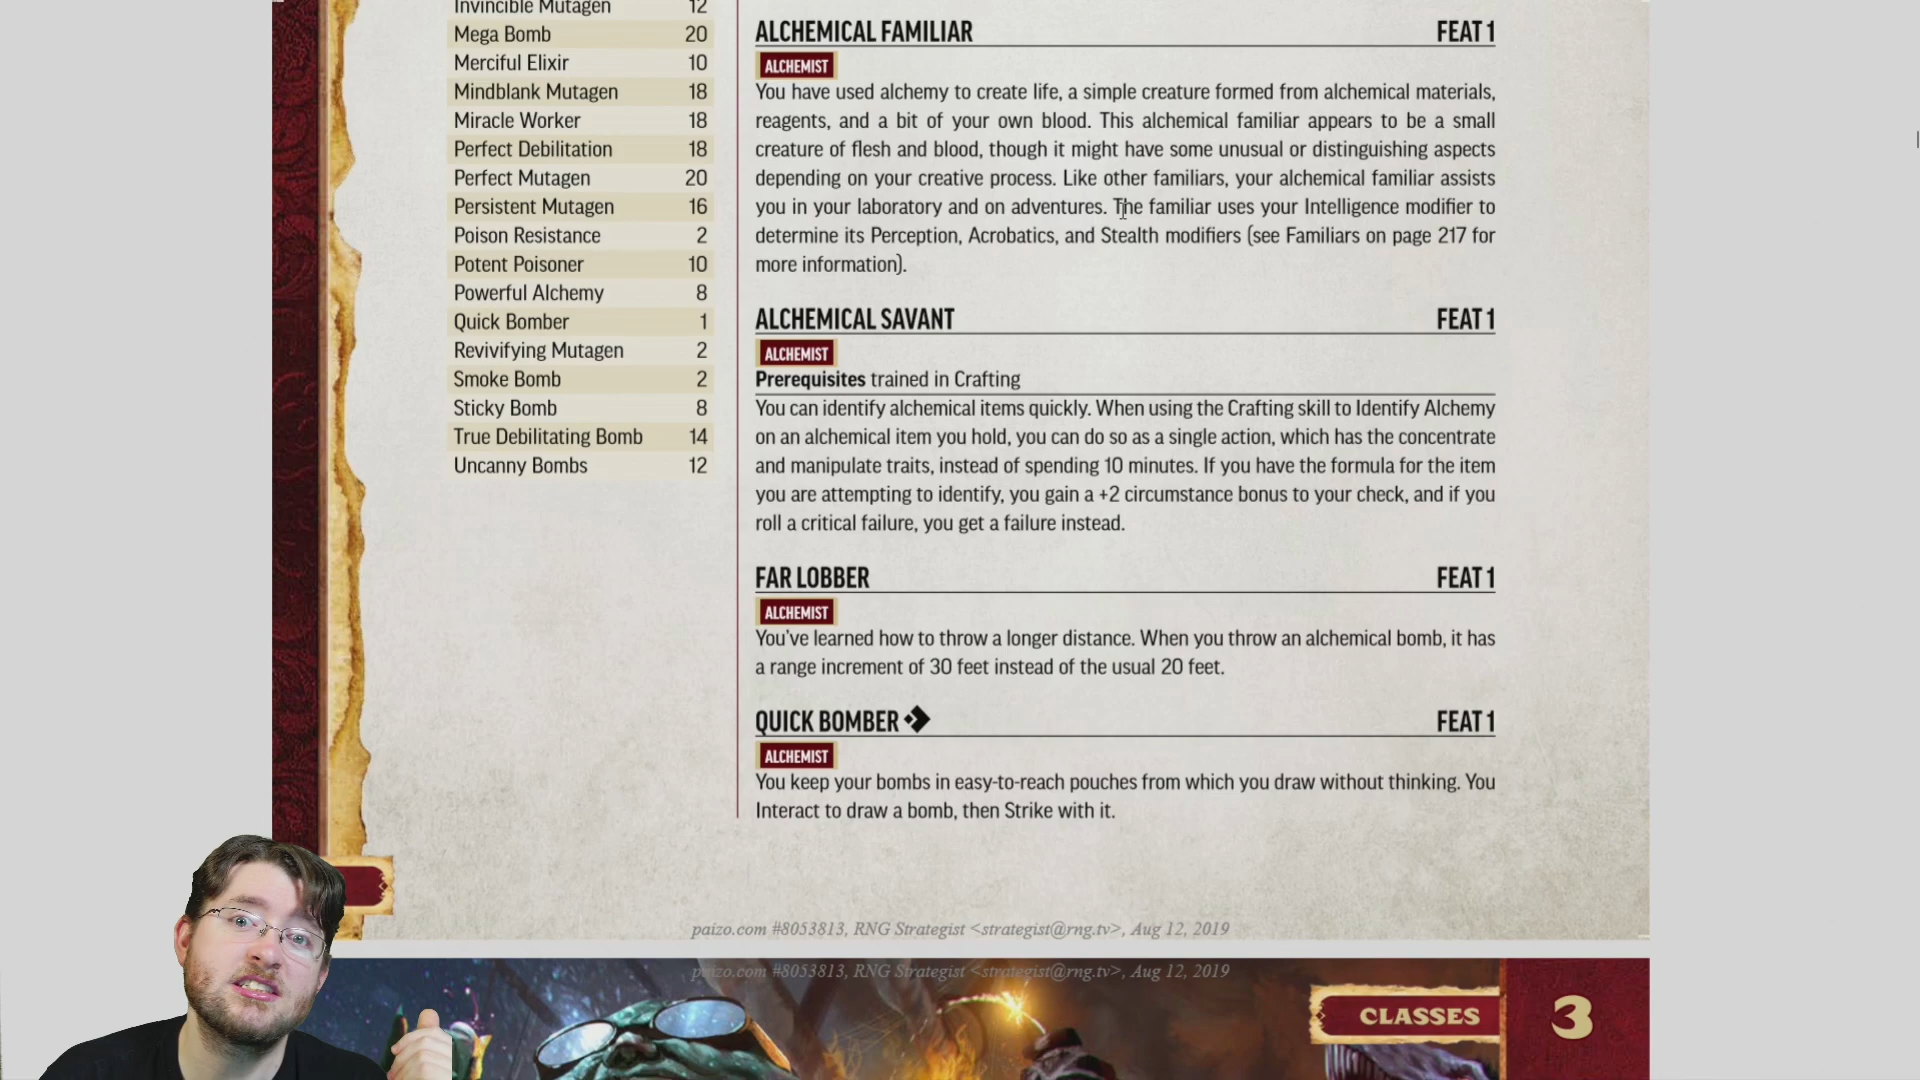 Invincible Mutagen 12
Mega Bomb 20
Merciful Elixir 10
Mindblank Mutagen 18
Miracle Worker 18
Perfect Debilitation 18
Perfect Mutagen 20
Persistent Mutagen 16
Poison Resistance 2
Potent Poisoner 10
Powerful Alchemy 8
Quick Bomber 1
Revivifying Mutagen 2
Smoke Bomb 2
Sticky Bomb 8
True Debilitating Bomb 14
Uncanny Bombs 12
ALCHEMICAL FAMILIAR FEAT 1
ALCHEMIST
You have used alchemy to create life, a simple creature formed from alchemical materials,
reagents, and a bit of your own blood. This alchemical familiar appears to be a small
creature of flesh and blood, though it might have some unusual or distinguishing aspects
depending on your creative process. Like other familiars, your alchemical familiar assists
you in your laboratory and on adventures. The familiar uses your Intelligence modifier to
determine its Perception, Acrobatics, and Stealth modifiers (see Familiars on page 217 for
more information).
ALCHEMICAL SAVANT FEAT 1
ALCHEMIST
Prerequisites trained in Crafting
You can identify alchemical items quickly. When using the Crafting skill to Identify Alchemy
on an alchemical item you hold, you can do so as a single action, which has the concentrate
and manipulate traits, instead of spending 10 minutes. If you have the formula for the item
you are attempting to identify, you gain a +2 circumstance bonus to your check, and if you
roll a critical failure, you get a failure instead.
FAR LOBBER FEAT 1
ALCHEMIST
You've learned how to throw a longer distance. When you throw an alchemical bomb, it has
a range increment of 30 feet instead of the usual 20 feet.
QUICK BOMBER FEAT 1
ALCHEMIST
You keep your bombs in easy-to-reach pouches from which you draw without thinking. You
Interact to draw a bomb, then Strike with it.
paizo.com #8053813, RNG Strategist <strategist@rng.tv>, Aug 12, 2019
paizo.com #8053813, RNG Strategist <strategist@rng.tv>, Aug 12, 2019
CLASSES 3